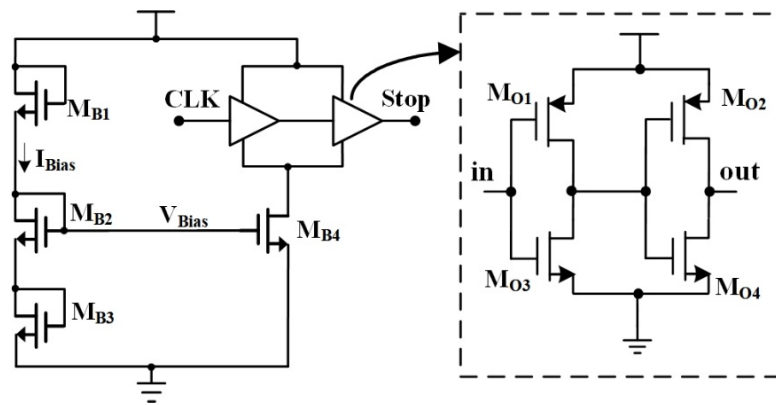 M_B1
I_Bias
M_B2
V_Bias
M_B3
CLK
Stop
M_B4
M_O1
M_O2
in
out
M_O3
M_O4